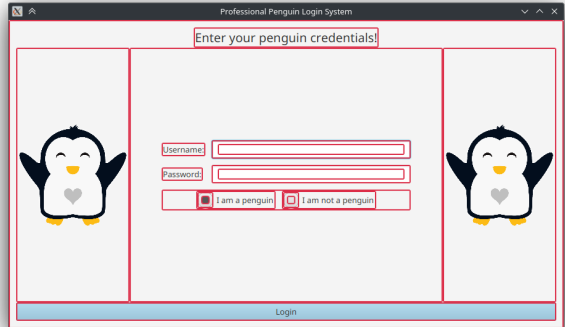 Professional Penguin Login System
Enter your penguin credentials!
Username:
Password:
I am a penguin
I am not a penguin
Login